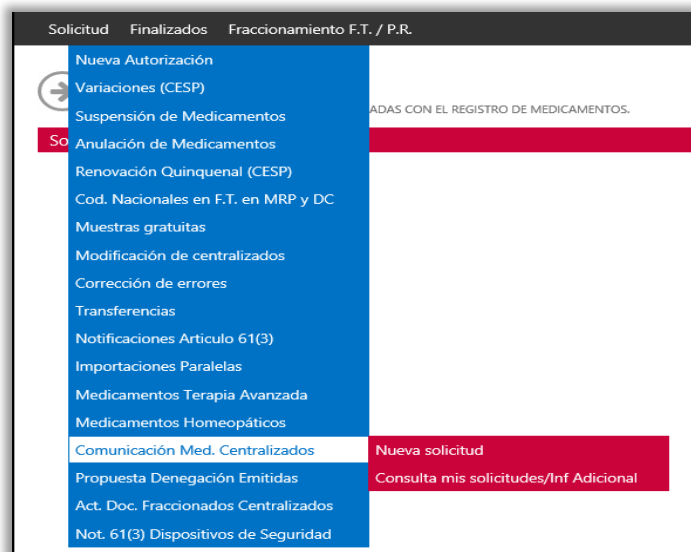 Solicitud Finalizados Fraccionamiento F.T. / P.R.
Nueva Autorización
Variaciones (CESP)
ADAS CON EL REGISTRO DE MEDICAMENTOS.
Suspensión de Medicamentos
So
Anulación de Medicamentos
Renovación Quinquenal (CESP)
Cod. Nacionales en F.T. en MRP y DC
Muestras gratuitas
Modificación de centralizados
Corrección de errores
Transferencias
Notificaciones Articulo 61(3)
Importaciones Paralelas
Medicamentos Terapia Avanzada
Medicamentos Homeopáticos
Comunicación Med. Centralizados
Nueva solicitud
Propuesta Denegación Emitidas
Consulta mis solicitudes/Inf Adicional
Act. Doc. Fraccionados Centralizados
Not. 61(3) Dispositivos de Seguridad